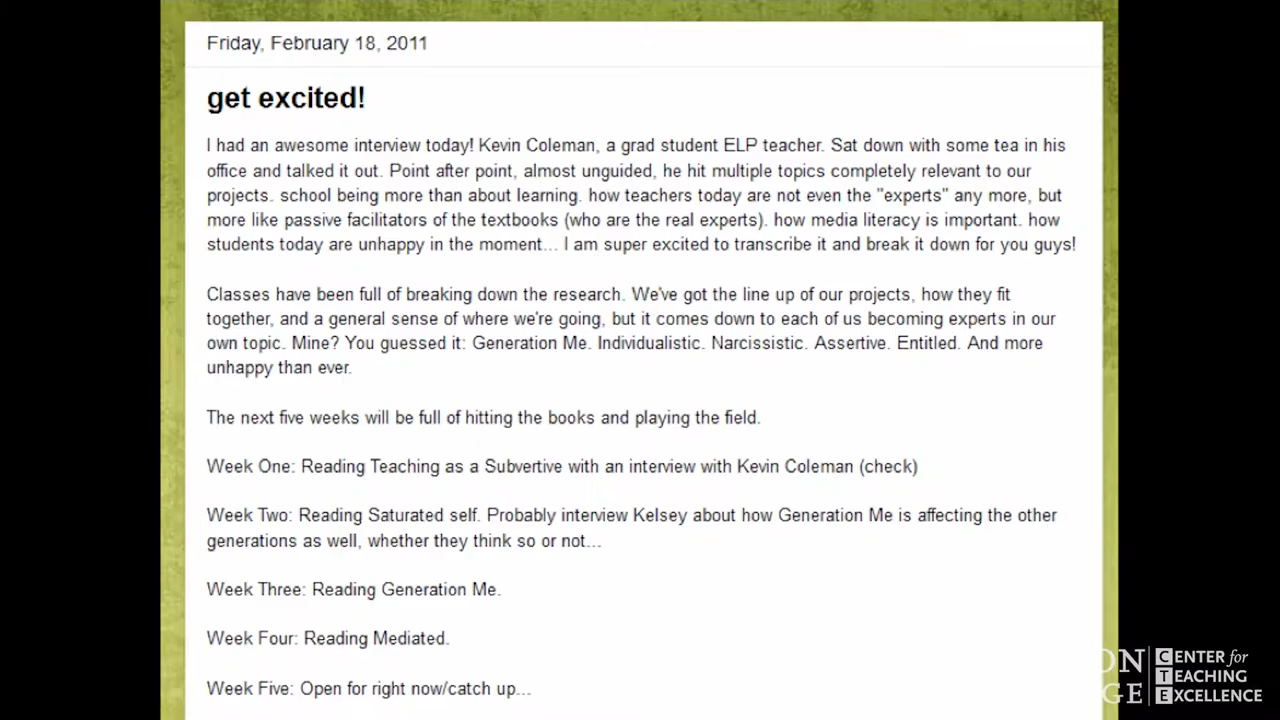 Friday, February 18, 2011
get excited!
I had an awesome interview today! Kevin Coleman, a grad student ELP teacher. Sat down with some tea in his
office and talked it out. Point after point, almost unguided, he hit multiple topics completely relevant to our
projects. school being more than about learning. how teachers today are not even the "experts" any more, but
more like passive facilitators of the textbooks (who are the real experts). how media literacy is important. how
students today are unhappy in the moment... I am super excited to transcribe it and break it down for you guys!
Classes have been full of breaking down the research. We've got the line up of our projects, how they fit
together, and a general sense of where we're going, but it comes down to each of us becoming experts in our
own topic. Mine? You guessed it: Generation Me. Individualistic. Narcissistic. Assertive. Entitled. And more
unhappy than ever.
The next five weeks will be full of hitting the books and playing the field.
Week One: Reading Teaching as a Subvertive with an interview with Kevin Coleman (check)
Week Two: Reading Saturated self. Probably interview Kelsey about how Generation Me is affecting the other
generations as well, whether they think so or not...
Week Three: Reading Generation Me.
Week Four: Reading Mediated.
Week Five: Open for right now/catch up...
ON
GE
CENTER for
TEACHING
EXCELLENCE